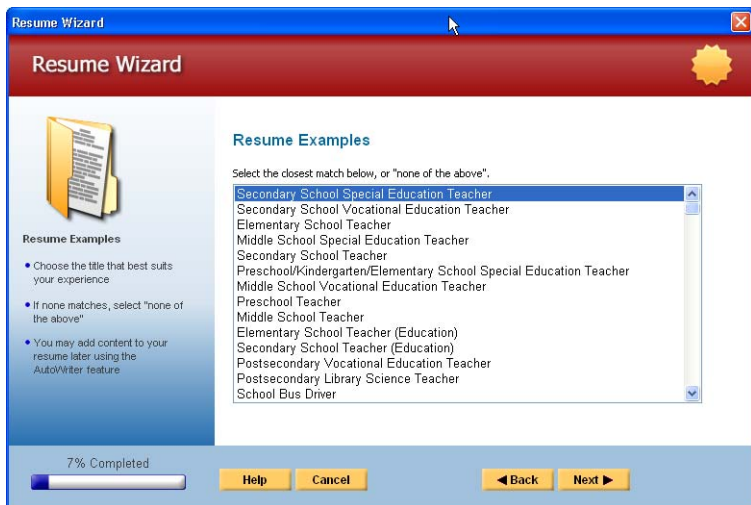 Resume Wizard
Resume Wizard
Resume Examples
Choose the title that best suits
your experience
If none matches, select "none of
the above"
You may add content to your
resume later using the
AutoWriter feature
Resume Examples
Select the closest match below, or "none of the above".
Secondary School Special Education Teacher
Secondary School Vocational Education Teacher
Elementary School Teacher
Middle School Special Education Teacher
Secondary School Teacher
Preschool/Kindergarten/Elementary School Special Education Teacher
Middle School Vocational Education Teacher
Preschool Teacher
Middle School Teacher
Elementary School Teacher (Education)
Secondary School Teacher (Education)
Postsecondary Vocational Education Teacher
Postsecondary Library Science Teacher
School Bus Driver
7% Completed
Help
Cancel
Back
Next